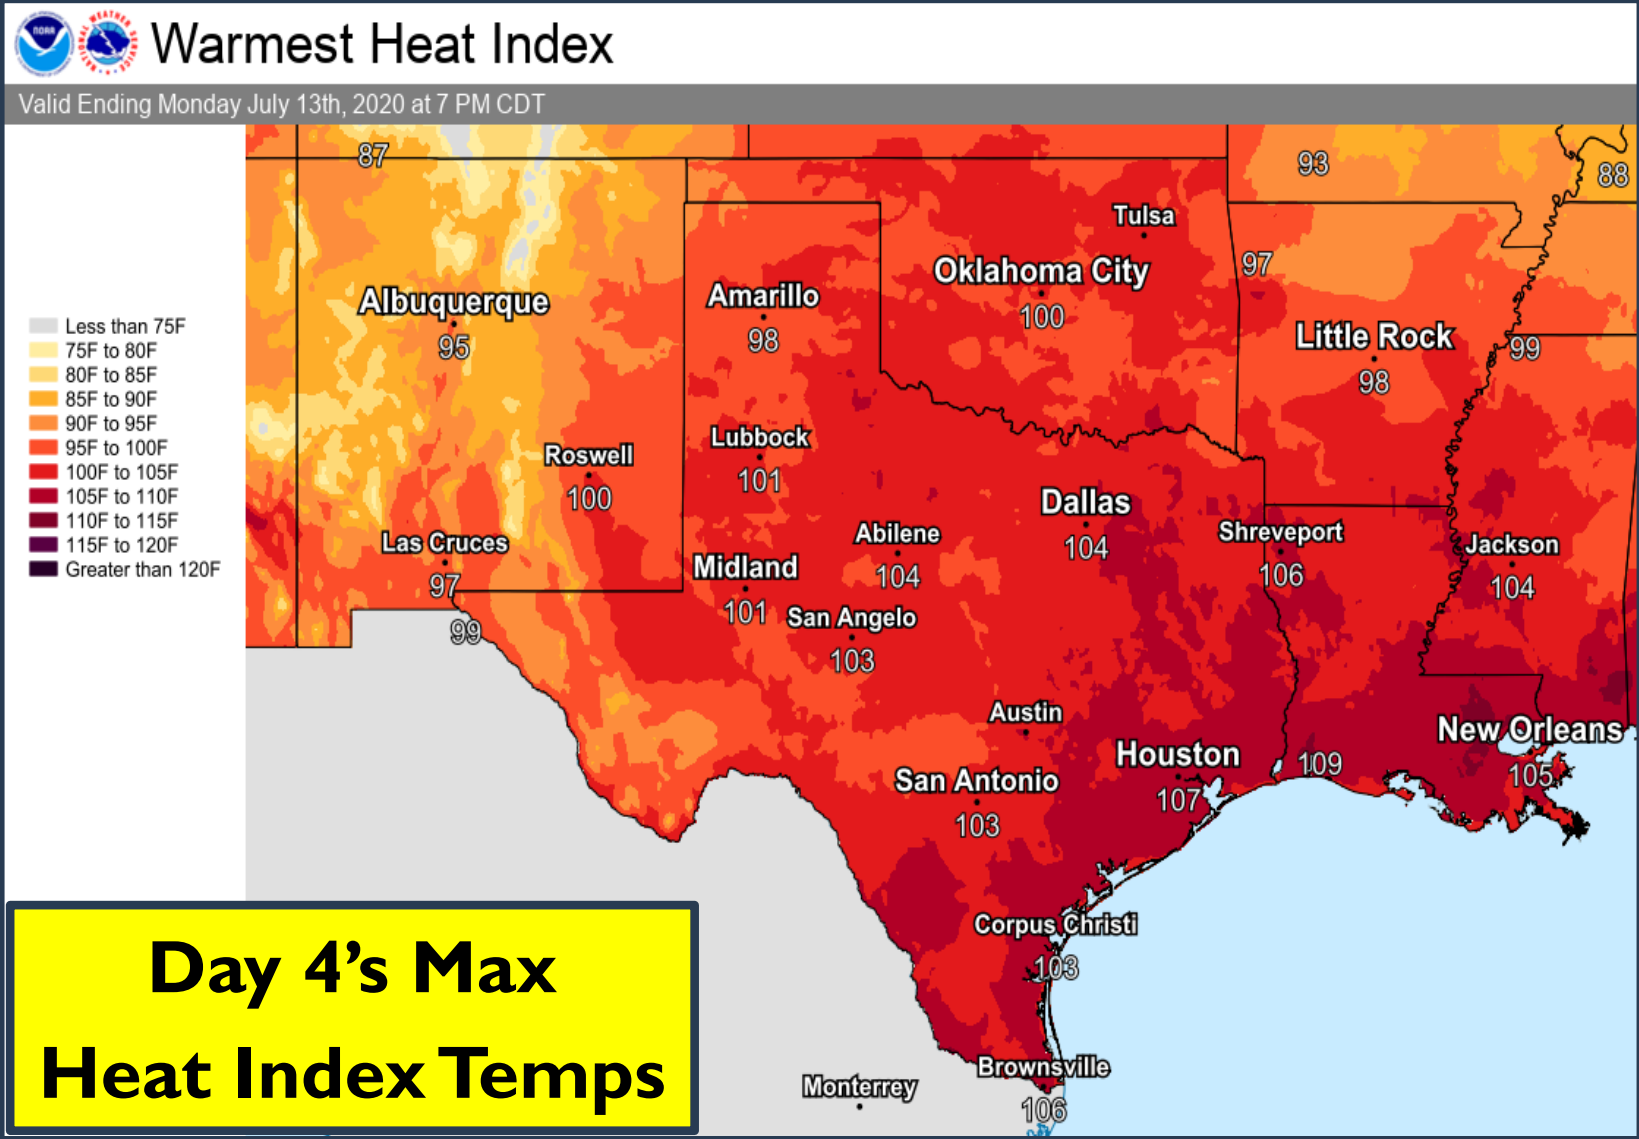 NOAA
NATIONAL WEATHER SERVICE
Warmest Heat Index
Valid Ending Monday July 13th, 2020 at 7 PM CDT
87
93
88
Tulsa
97
Oklahoma City
100
Albuquerque
95
Amarillo
98
Little Rock
98
99
Less than 75F
75F to 80F
80F to 85F
85F to 90F
90F to 95F
95F to 100F
100F to 105F
105F to 110F
110F to 115F
115F to 120F
Greater than 120F
Roswell
100
Lubbock
101
Dallas
104
Las Cruces
97
99
Midland
101
Abilene
104
San Angelo
103
Shreveport
106
Jackson
104
Austin
Houston
107
109
New Orleans
105
San Antonio
103
Corpus Christi
103
Brownsville
106
Monterrey
Day 4’s Max
Heat Index Temps